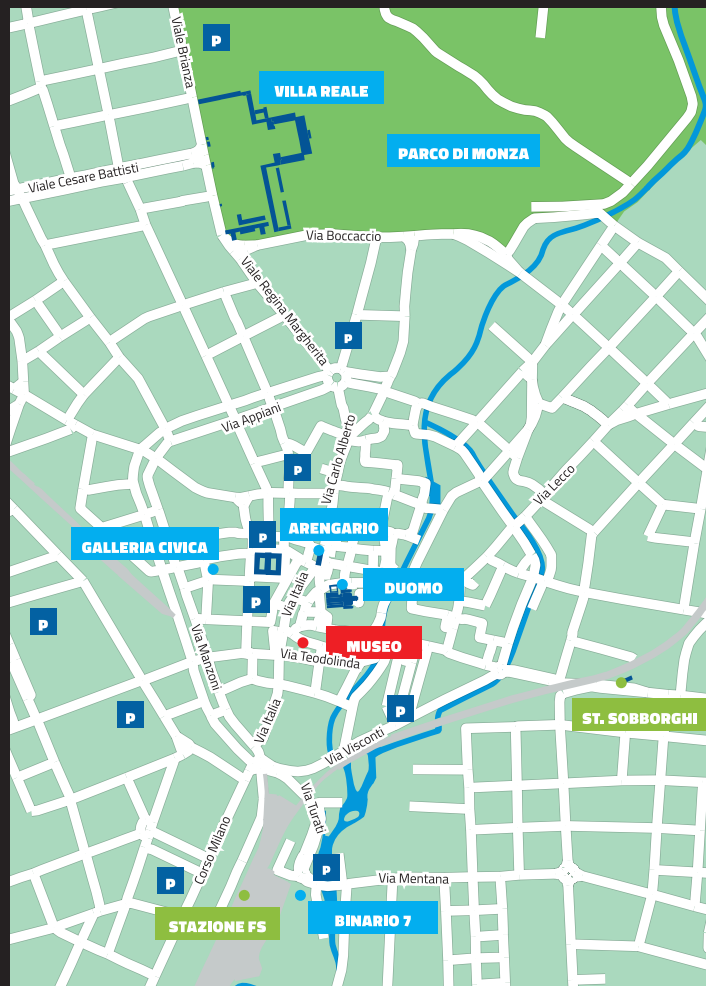 Viale Brianza
P
VILLA REALE
PARCO DI MONZA
Viale Cesare Battisti
Via Boccaccio
Viale Regina Margherita
P
Via Appiani
Via Carlo Alberto
P
Via Lecco
ARENGARIO
P
GALLERIA CIVICA
DUOMO
Via Italia
P
P
MUSEO
Via Teodolinda
Via Manzoni
P
P
Via Italia
ST. SOBBORGHI
Via Visconti
Via Turati
Corso Milano
P
P
Via Mentana
STAZIONE FS
BINARIO 7